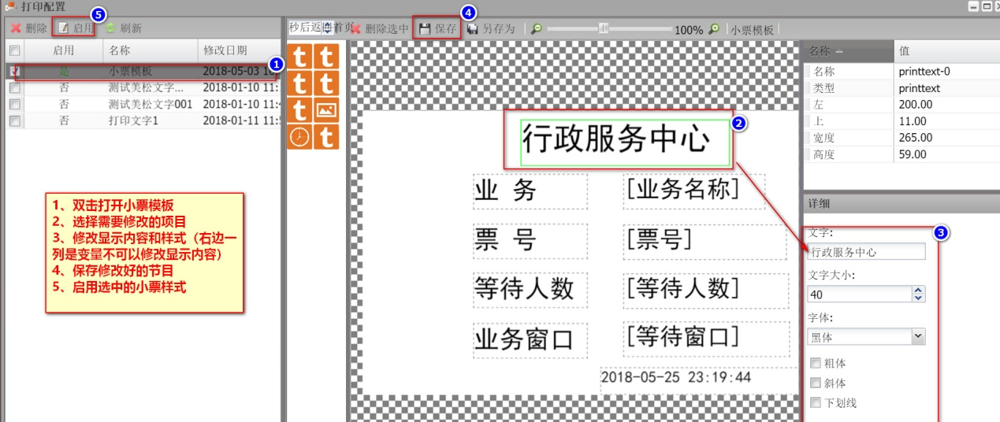 打印配置
5
删除 启用 刷新
启用 名称 修改日期
1
是 小票模板 2018-05-03 10:
否 测试美松文字... 2018-01-10 11:
否 测试美松文字001 2018-01-10 11:
否 打印文字1 2018-01-11 11:
1、双击打开小票模板
2、选择需要修改的项目
3、修改显示内容和样式（右边一
列是变量不可以修改显示内容）
4、保存修改好的节目
5、启用选中的小票样式
4
秒后返回首页 删除选中 保存 另存为 100% 小票模板
t t
t t
t
t
行政服务中心
2
业 务 [业务名称]
票 号 [票号]
等待人数 [等待人数]
业务窗口 [等待窗口]
2018-05-25 23:19:44
名称 值
名称 printtext-0
类型 printtext
左 200.00
上 11.00
宽度 265.00
高度 59.00
详细
3
文字:
行政服务中心
文字大小:
40
字体:
黑体
粗体
斜体
下划线